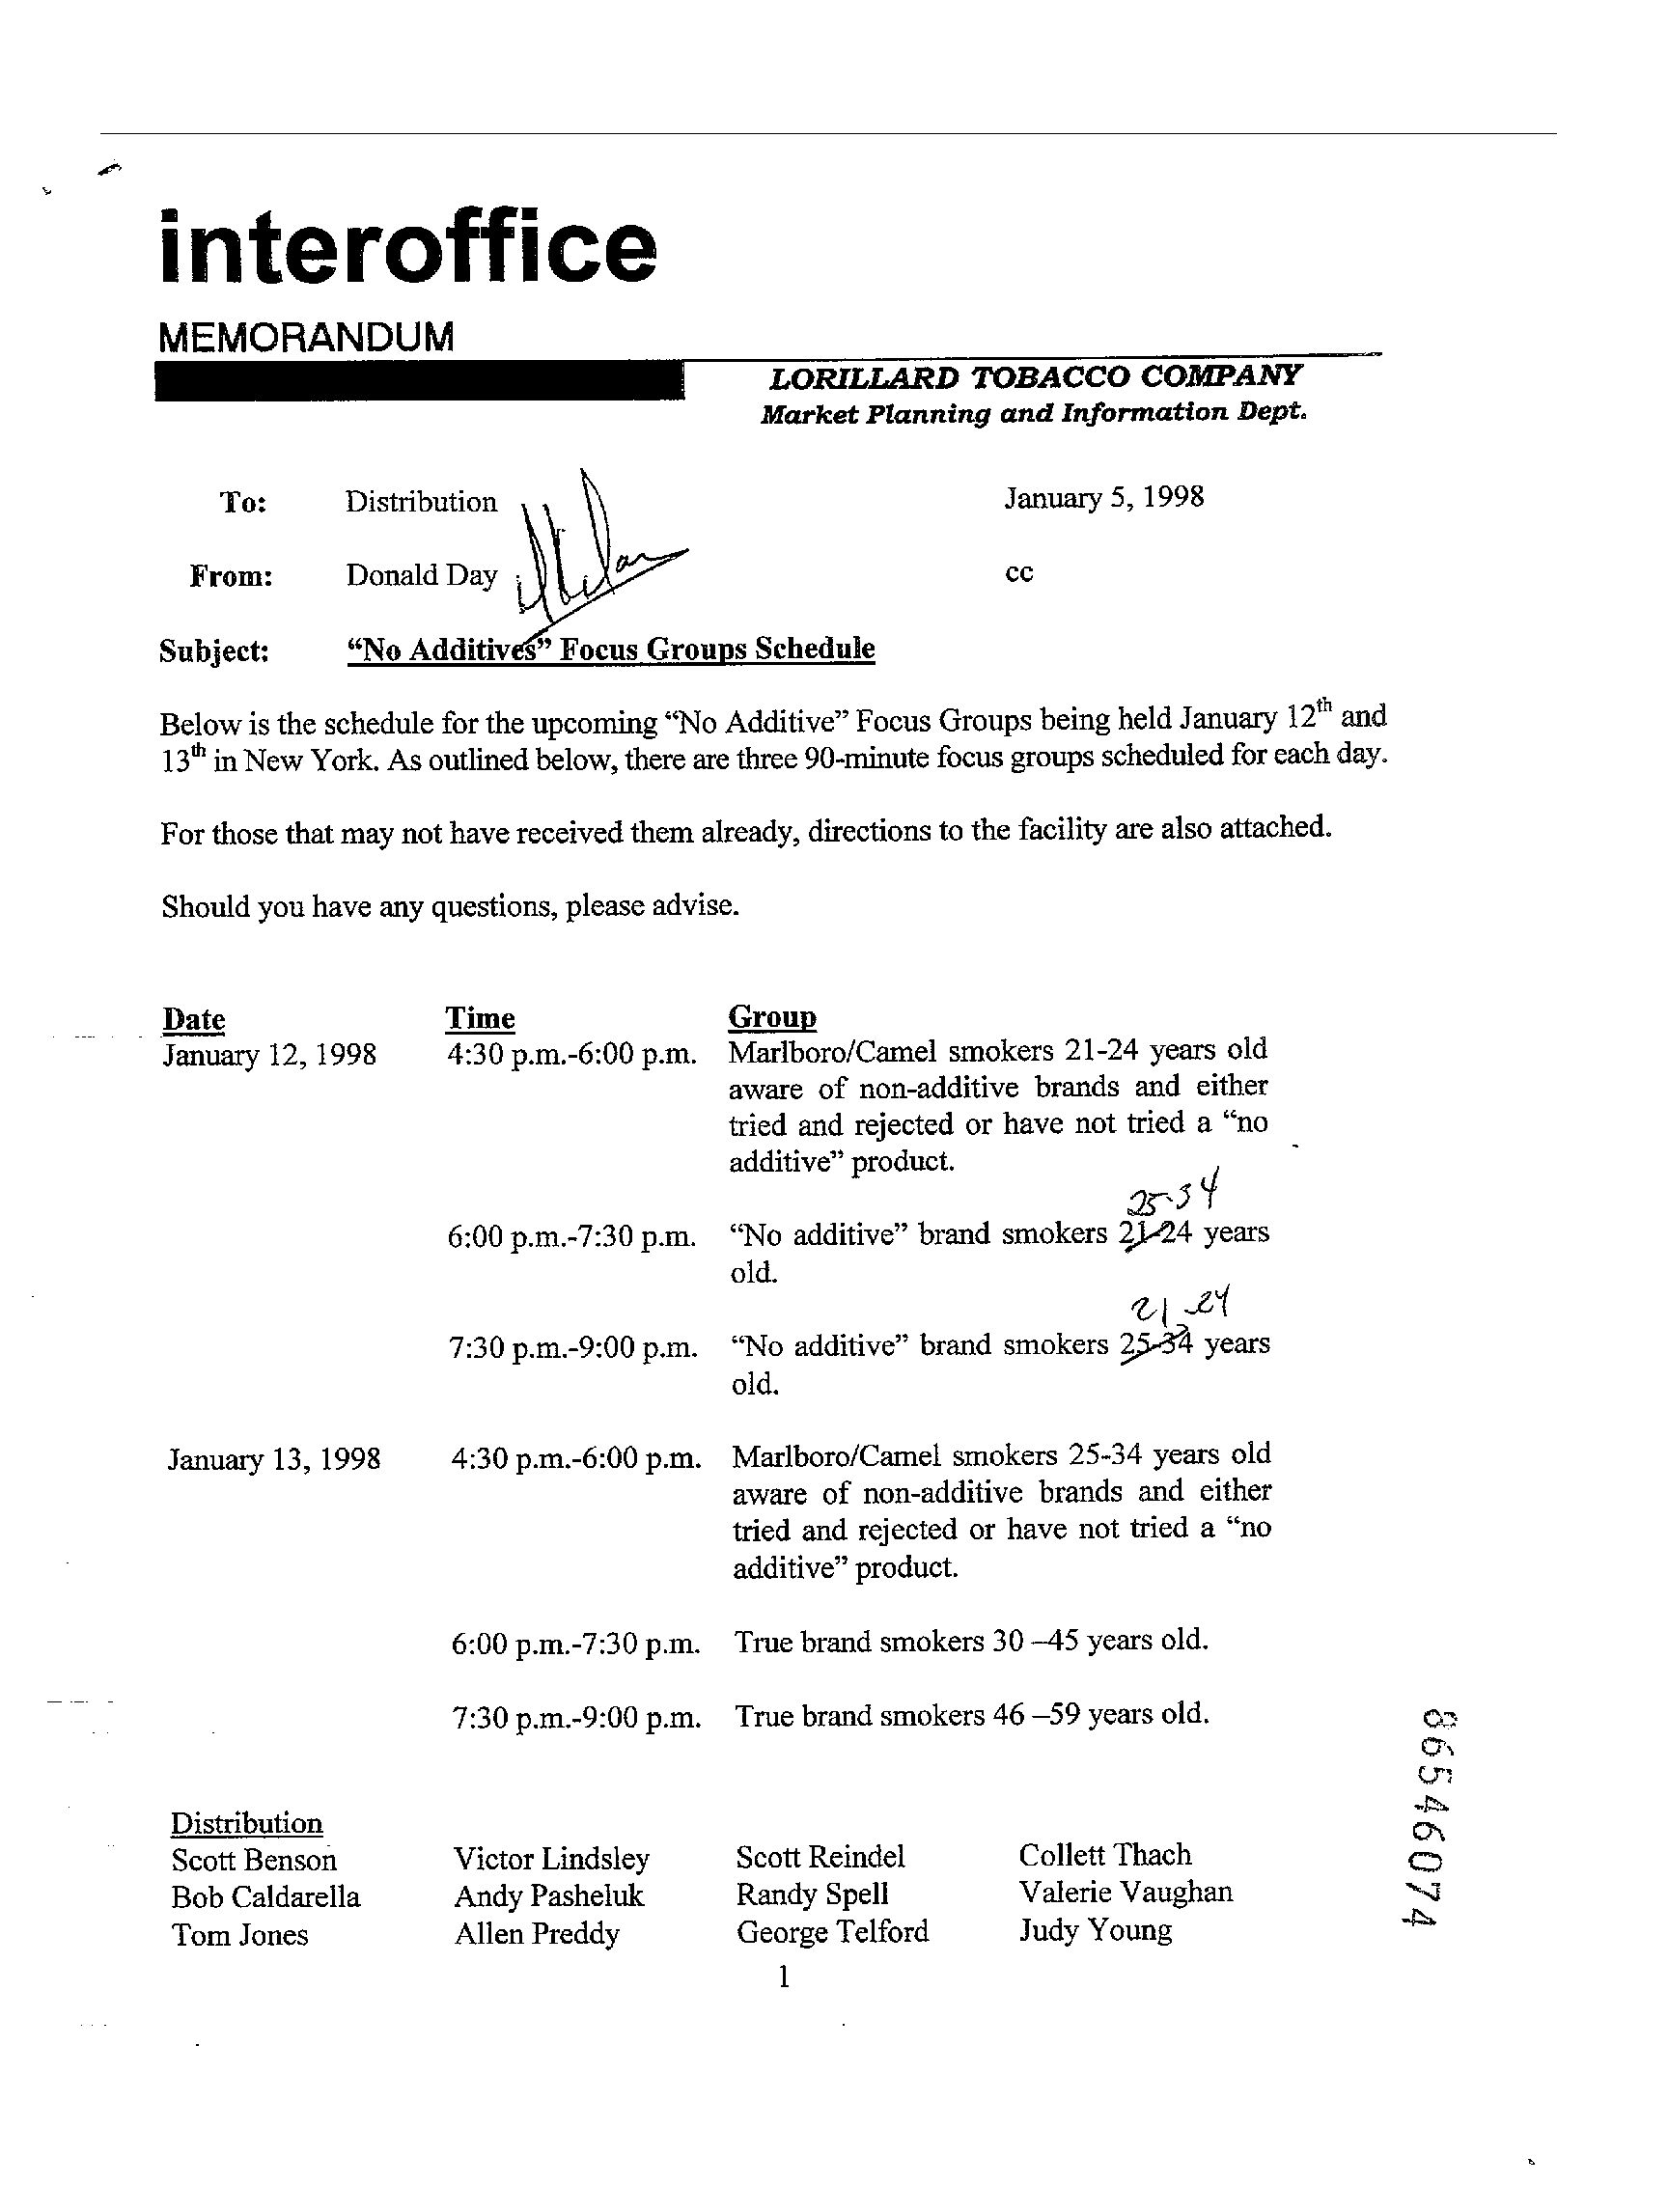 interoffice
MEMORANDUM
LORILLARD TOBACCO COMPANY
Market Planning and Information Dept.
To: Distribution January 5, 1998
From: Donald Day cc
Subject: “No Additives” Focus Groups Schedule
Below is the schedule for the upcoming “No Additive” Focus Groups being held January 12th and
13th in New York. As outlined below, there are three 90-minute focus groups scheduled for each day.
For those that may not have received them already, directions to the facility are also attached.
Should you have any questions, please advise.
Date Time Group
January 12, 1998 4:30 p.m.-6:00 p.m. Marlboro/Camel smokers 21-24 years old
aware of non-additive brands and either
tried and rejected or have not tried a “no
additive” product.
25-34
6:00 p.m.-7:30 p.m. “No additive” brand smokers 21-24 years
old.
21-24
7:30 p.m.-9:00 p.m. “No additive” brand smokers 25-34 years
old.
January 13, 1998 4:30 p.m.-6:00 p.m. Marlboro/Camel smokers 25-34 years old
aware of non-additive brands and either
tried and rejected or have not tried a “no
additive” product.
6:00 p.m.-7:30 p.m. True brand smokers 30 –45 years old.
7:30 p.m.-9:00 p.m. True brand smokers 46 –59 years old.
Distribution
Scott Benson Victor Lindsley Scott Reindel Collett Thach
Bob Caldarella Andy Pasheluk Randy Spell Valerie Vaughan
Tom Jones Allen Preddy George Telford Judy Young
1
86546074